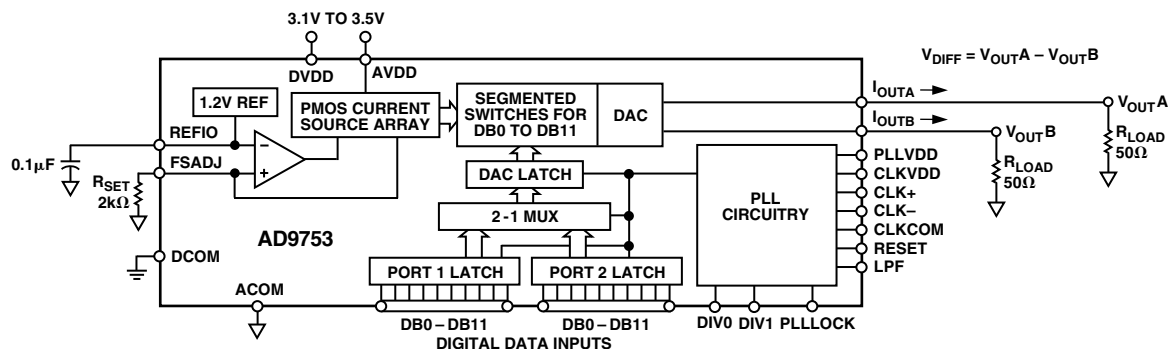 3.1V TO 3.5V
DVDD
AVDD
V_DIFF = V_OUTA – V_OUTB
1.2V REF
PMOS CURRENT
SOURCE ARRAY
SEGMENTED
SWITCHES FOR
DB0 TO DB11
DAC
I_OUTA
V_OUTA
I_OUTB
V_OUTB
R_LOAD
50Ω
R_LOAD
50Ω
REFIO
0.1µF
FSADJ
R_SET
2kΩ
–
+
DAC LATCH
2-1 MUX
PORT 1 LATCH
PORT 2 LATCH
PLL
CIRCUITRY
PLLVDD
CLKVDD
CLK+
CLK–
CLKCOM
RESET
LPF
AD9753
DCOM
ACOM
DB0–DB11
DB0–DB11
DIGITAL DATA INPUTS
DIV0
DIV1
PLLLOCK